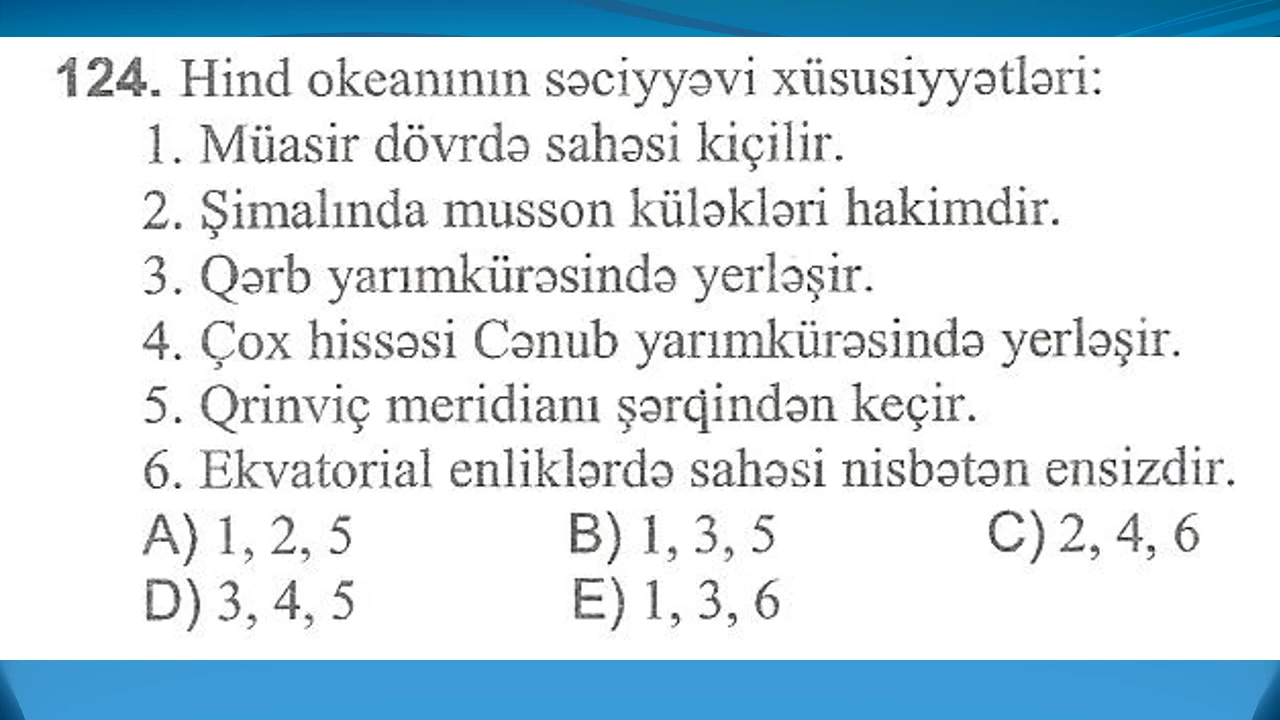 124. Hind okeanının səciyyəvi xüsusiyyətləri:
1. Müasir dövrdə sahəsi kiçilir.
2. Şimalında musson küləkləri hakimdir.
3. Qərb yarımkürəsində yerləşir.
4. Çox hissəsi Cənub yarımkürəsində yerləşir.
5. Qrinviç meridianı şərqindən keçir.
6. Ekvatorial enliklərdə sahəsi nisbətən ensizdir.
A) 1, 2, 5 B) 1, 3, 5 C) 2, 4, 6
D) 3, 4, 5 E) 1, 3, 6